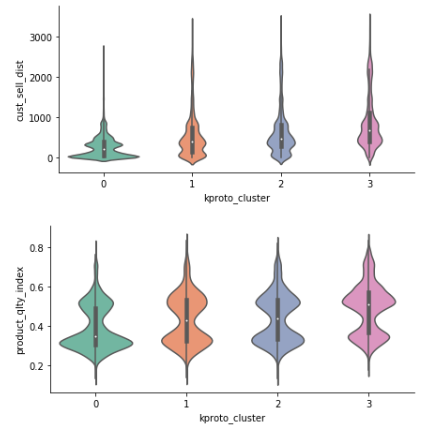 3000
2000
1000
0
cust_sell_dist
0 1 2 3
kproto_cluster
0.8
0.6
0.4
0.2
product_qlty_index
0 1 2 3
kproto_cluster